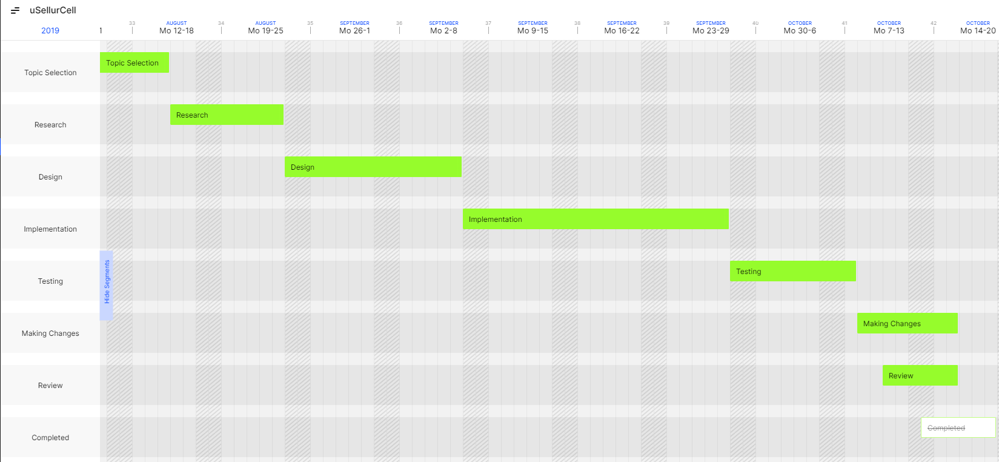 uSellurCell
33 AUGUST 34 AUGUST 35 SEPTEMBER 36 SEPTEMBER 37 SEPTEMBER 38 SEPTEMBER 39 SEPTEMBER 40 OCTOBER 41 OCTOBER 42 OCTOBER
2019 1 Mo 12-18 Mo 19-25 Mo 26-1 Mo 2-8 Mo 9-15 Mo 16-22 Mo 23-29 Mo 30-6 Mo 7-13 Mo 14-20
Topic Selection
Topic Selection
Research
Research
Design
Design
Implementation
Implementation
Hide Segments
Testing
Testing
Making Changes
Making Changes
Review
Review
Completed
Completed